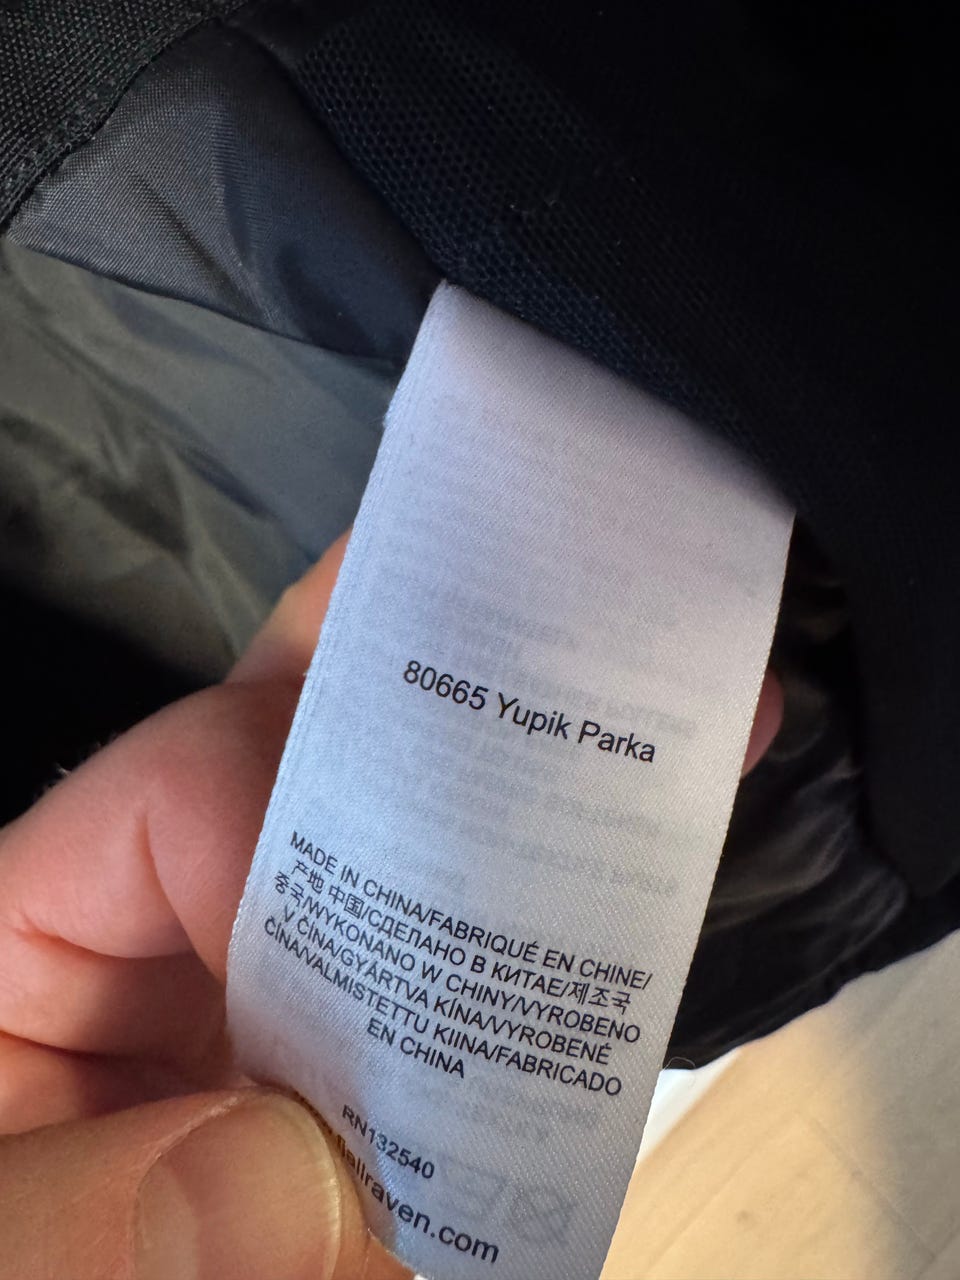 80665 Yupik Parka
MADE IN CHINA/FABRIQUÉ EN CHINE/
产地 中国/СДЕЛАНО В КИТАЕ/제조국
중국/WYKONANO W CHINY/VYROBENO
V ČINA/GYÁRTVA KÍNA/VYROBENÉ
ČÍNA/VALMISTETTU KIINA/FABRICADO
EN CHINA
RN132540
fjallraven.com